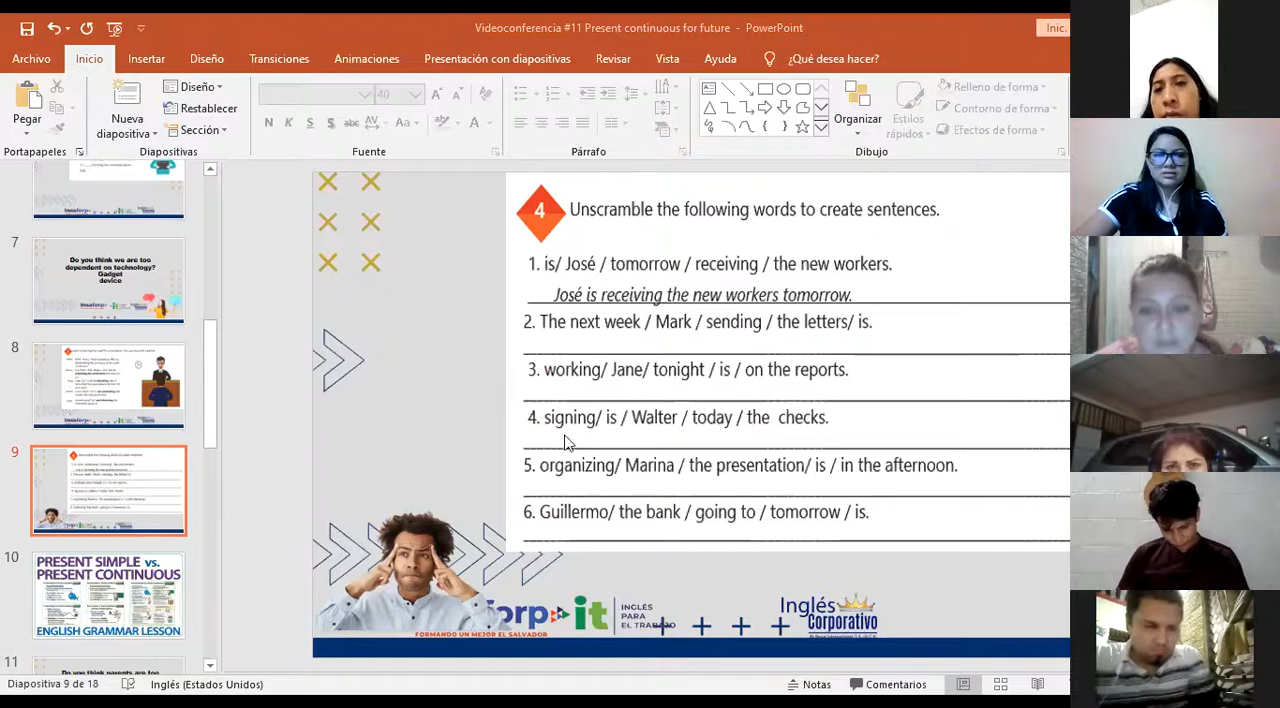 Videoconferencia #11 Present continuous for future - PowerPoint
Inic.
Archivo Inicio Insertar Diseño Transiciones Animaciones Presentación con diapositivas Revisar Vista Ayuda ¿Qué desea hacer?
Pegar
Nueva diapositiva
Diseño
Restablecer
Sección
40
N K S S abc AV Aa
Organizar
Estilos rápidos
Relleno de forma
Contorno de forma
Efectos de forma
Portapapeles Diapositivas Fuente Párrafo Dibujo
7
Do you think we are too dependent on technology?
Gadget
device
8
9
10
PRESENT SIMPLE vs.
PRESENT CONTINUOUS
ENGLISH GRAMMAR LESSON
11
4 Unscramble the following words to create sentences.
1. is/ José / tomorrow / receiving / the new workers.
José is receiving the new workers tomorrow.
2. The next week / Mark / sending / the letters/ is.
3. working/ Jane/ tonight / is / on the reports.
4. signing/ is / Walter / today / the checks.
5. organizing/ Marina / the presentation/ is / in the afternoon.
6. Guillermo/ the bank / going to / tomorrow / is.
forp it
INGLÉS
PARA
EL TRABAJO
FORMANDO UN MEJOR EL SALVADOR
Inglés
Corporativo
Diapositiva 9 de 18 Inglés (Estados Unidos) Notas Comentarios